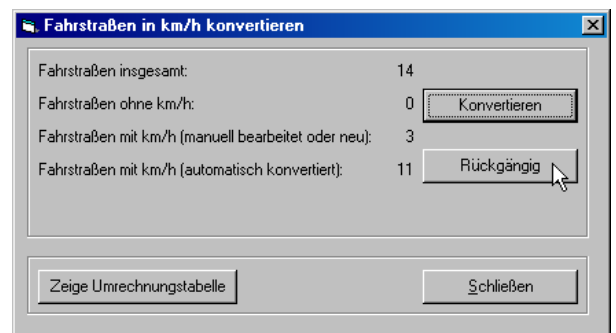 Fahrstraßen in km/h konvertieren
Fahrstraßen insgesamt: 14
Fahrstraßen ohne km/h: 0 Konvertieren
Fahrstraßen mit km/h (manuell bearbeitet oder neu): 3
Fahrstraßen mit km/h (automatisch konvertiert): 11 Rückgängig
Zeige Umrechnungstabelle Schließen